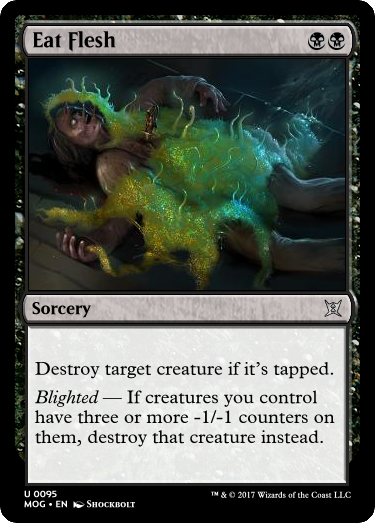 Eat Flesh
Sorcery
Destroy target creature if it's tapped.
Blighted — If creatures you control
have three or more -1/-1 counters on
them, destroy that creature instead.
U 0095
MOG • EN Shockbolt
™ & © 2017 Wizards of the Coast LLC